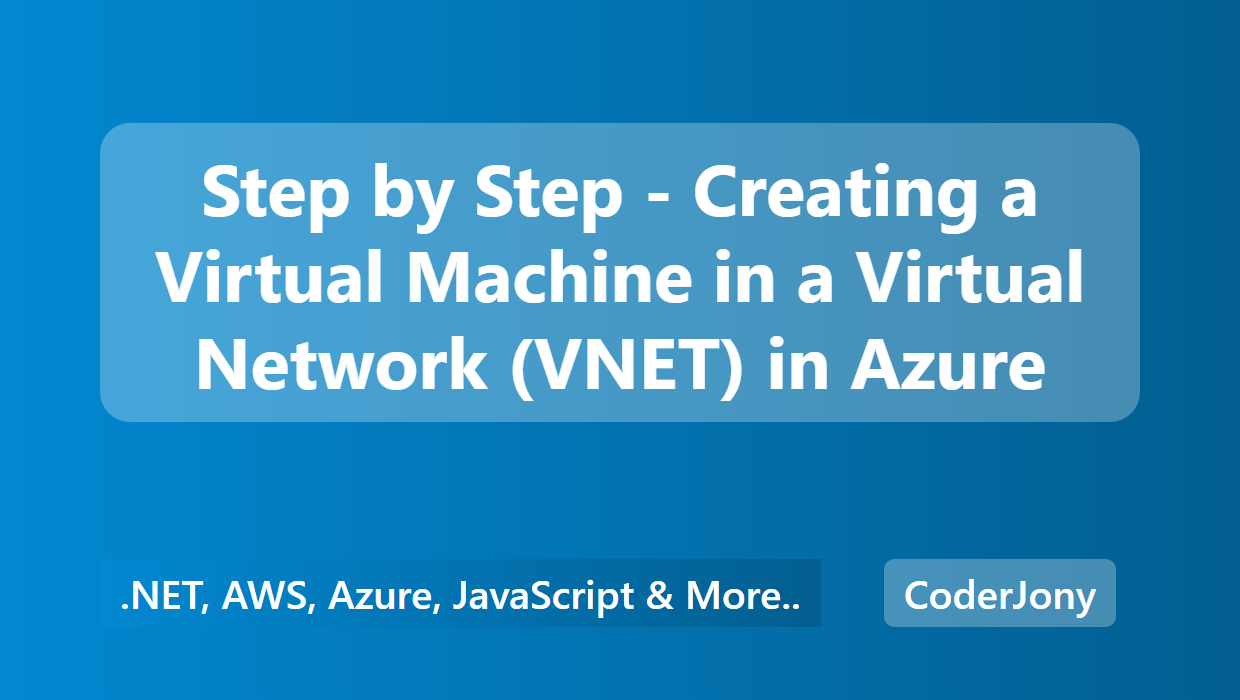 Step by Step - Creating a
Virtual Machine in a Virtual
Network (VNET) in Azure
.NET, AWS, Azure, JavaScript & More..
CoderJony